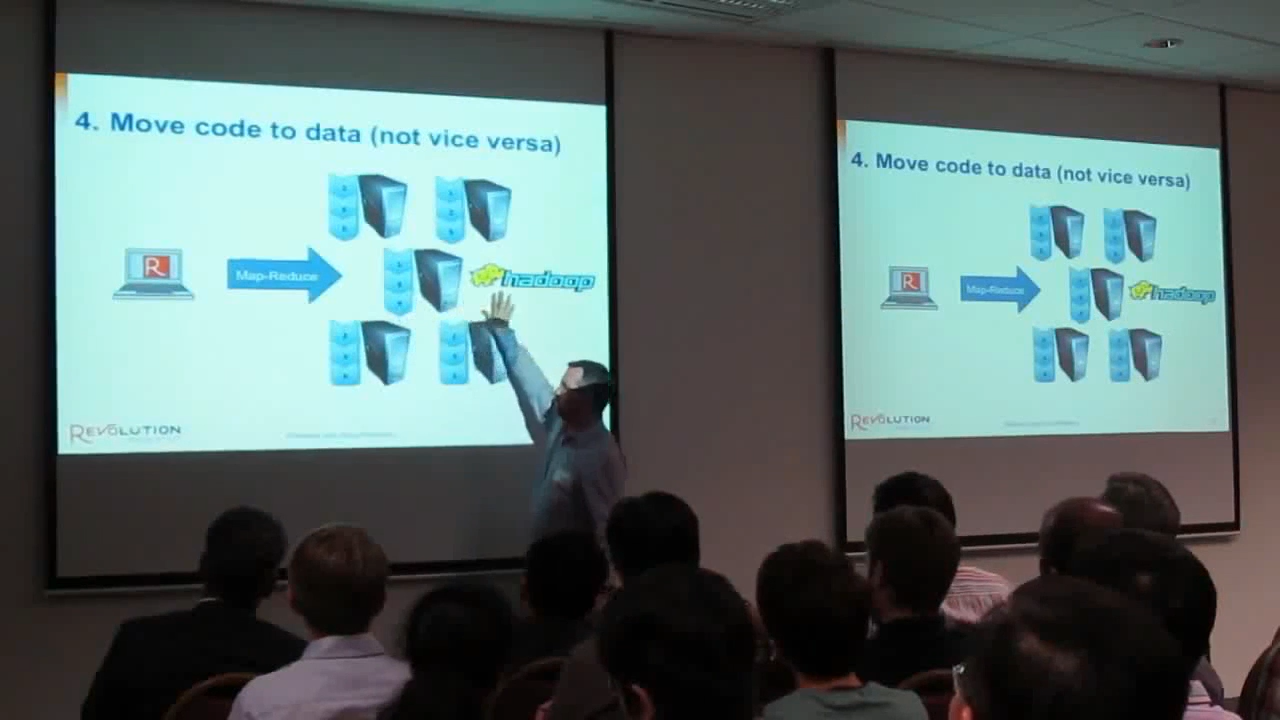 4. Move code to data (not vice versa)
R
Map-Reduce
hadoop
REVOLUTION
4. Move code to data (not vice versa)
R
Map-Reduce
hadoop
REVOLUTION